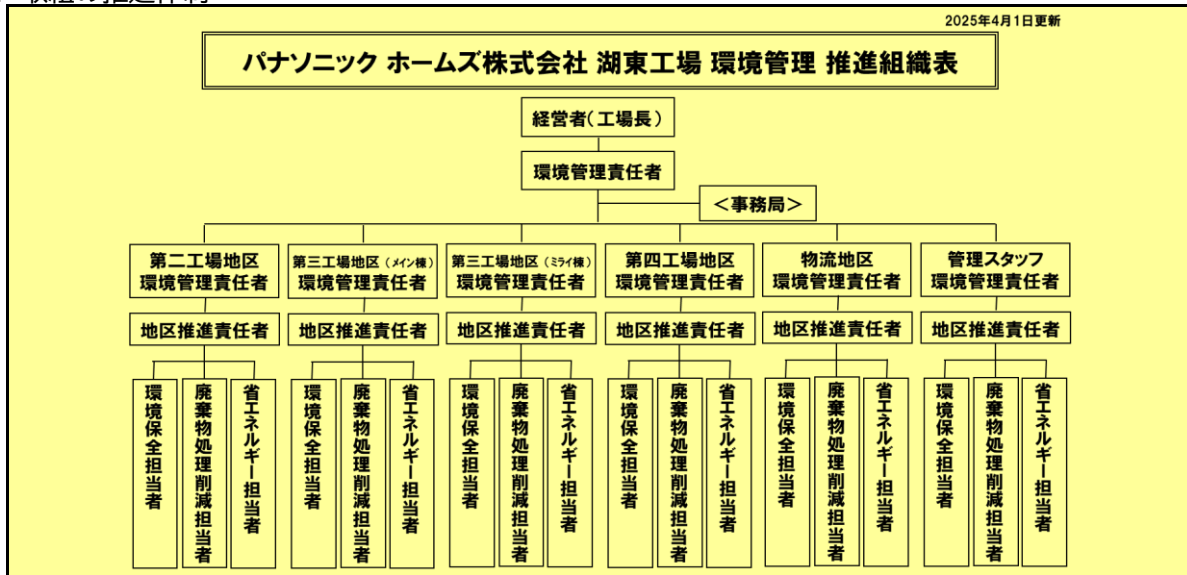 2025年4月1日更新
パナソニック ホームズ株式会社 湖東工場 環境管理 推進組織表
経営者(工場長)
環境管理責任者
<事務局>
第二工場地区
環境管理責任者
第三工場地区(メイン棟)
環境管理責任者
第三工場地区(ミライ棟)
環境管理責任者
第四工場地区
環境管理責任者
物流地区
環境管理責任者
管理スタッフ
環境管理責任者
地区推進責任者
地区推進責任者
地区推進責任者
地区推進責任者
地区推進責任者
地区推進責任者
環境保全担当者
廃棄物処理削減担当者
省エネルギー担当者
環境保全担当者
廃棄物処理削減担当者
省エネルギー担当者
環境保全担当者
廃棄物処理削減担当者
省エネルギー担当者
環境保全担当者
廃棄物処理削減担当者
省エネルギー担当者
環境保全担当者
廃棄物処理削減担当者
省エネルギー担当者
環境保全担当者
廃棄物処理削減担当者
省エネルギー担当者